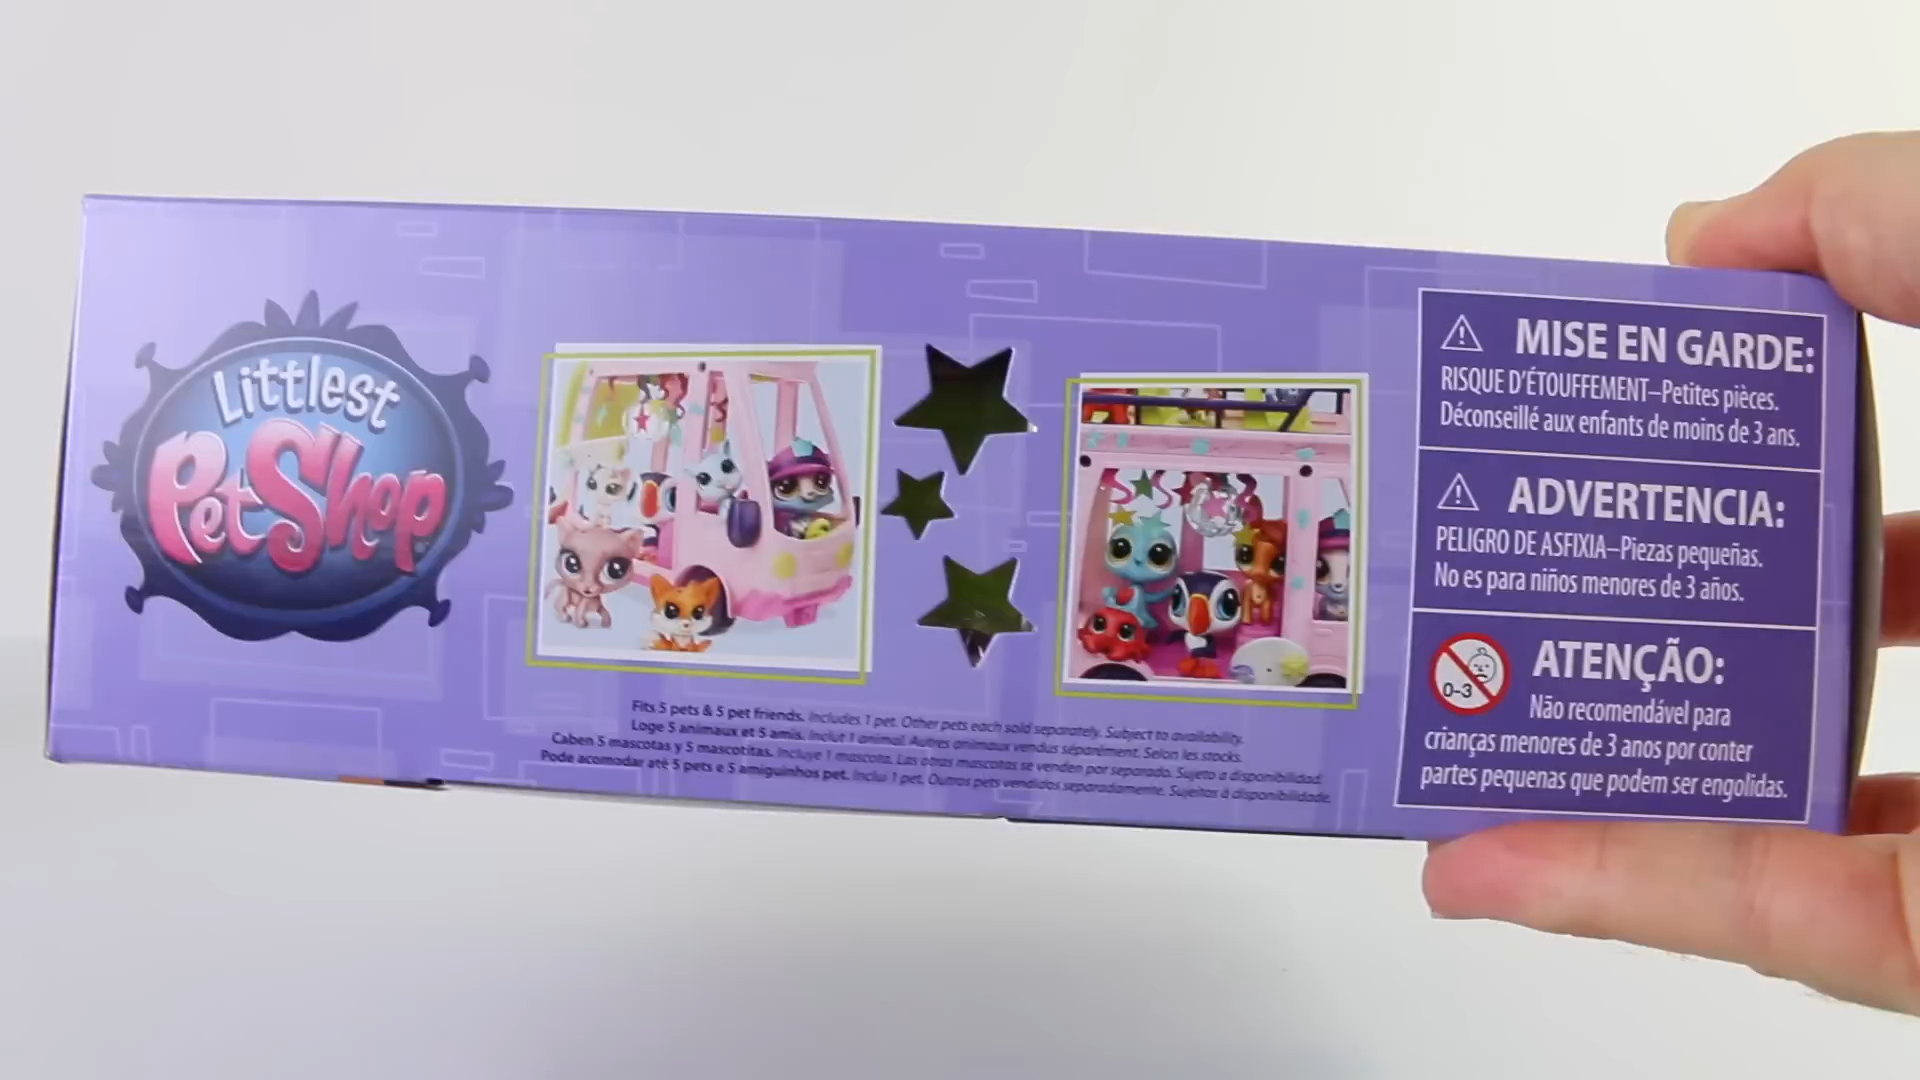 Littlest
PetShop
Fits 5 pets & 5 pet friends. Includes 1 pet. Other pets each sold separately. Subject to availability.
Loge 5 animaux et 5 amis. Inclut 1 animal. Autres animaux vendus séparément. Selon les stocks.
Caben 5 mascotas y 5 mascotitas. Incluye 1 mascota. Las otras mascotas se venden por separado. Sujeto a disponibilidad.
Pode acomodar até 5 pets e 5 amiguinhos pet. Inclui 1 pet. Outros pets vendidos separadamente. Sujeitos à disponibilidade.
MISE EN GARDE:
RISQUE D'ÉTOUFFEMENT–Petites pièces.
Déconseillé aux enfants de moins de 3 ans.
ADVERTENCIA:
PELIGRO DE ASFIXIA–Piezas pequeñas.
No es para niños menores de 3 años.
0-3
ATENÇÃO:
Não recomendável para
crianças menores de 3 anos por conter
partes pequenas que podem ser engolidas.